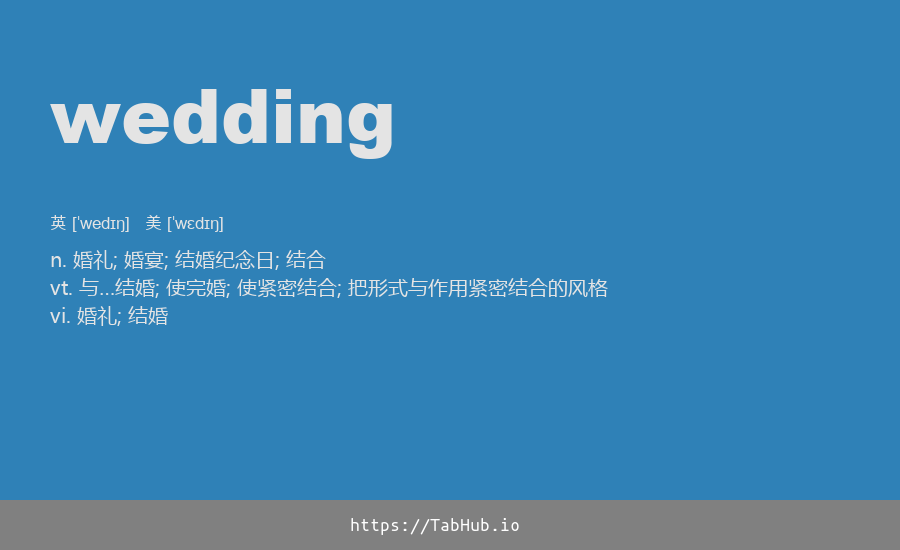 wedding
英 ['wedɪŋ] 美 ['wɛdɪŋ]
n. 婚礼; 婚宴; 结婚纪念日; 结合
vt. 与…结婚; 使完婚; 使紧密结合; 把形式与作用紧密结合的风格
vi. 婚礼; 结婚
https://TabHub.io